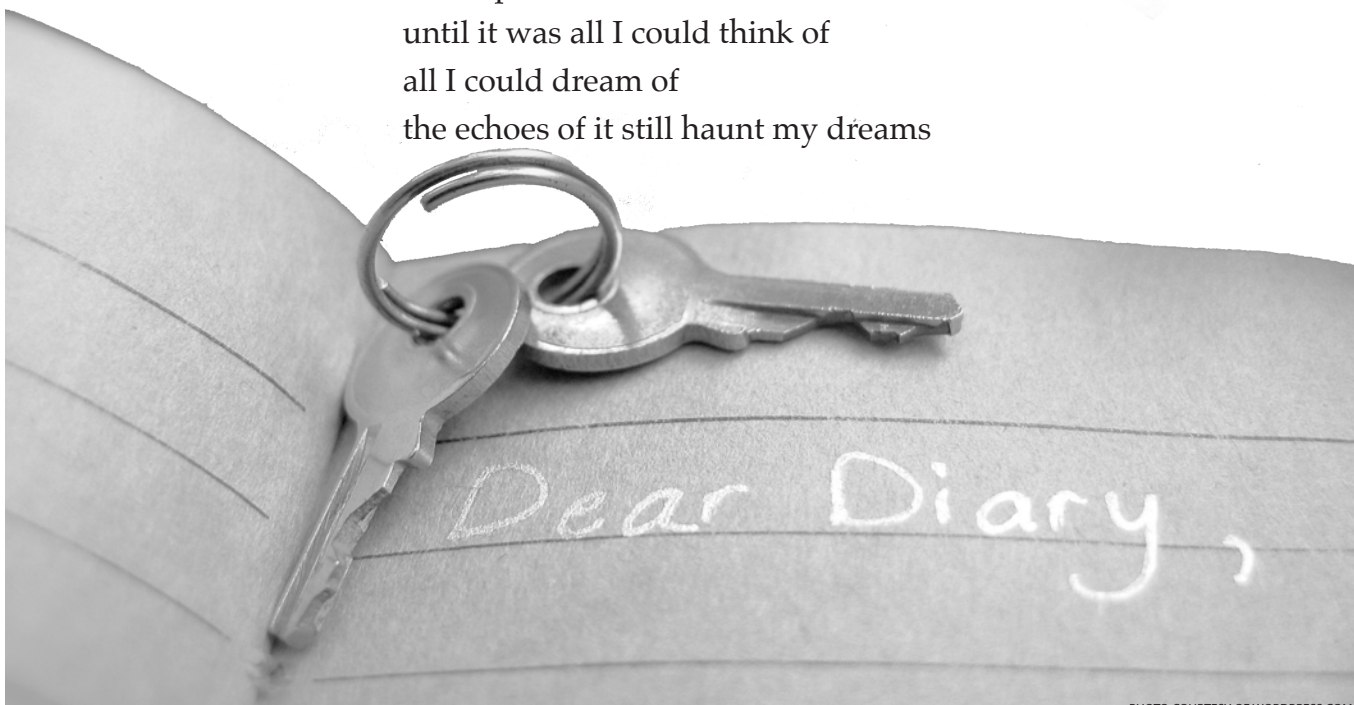 until it was all I could think of
all I could dream of
the echoes of it still haunt my dreams
Dear Diary,